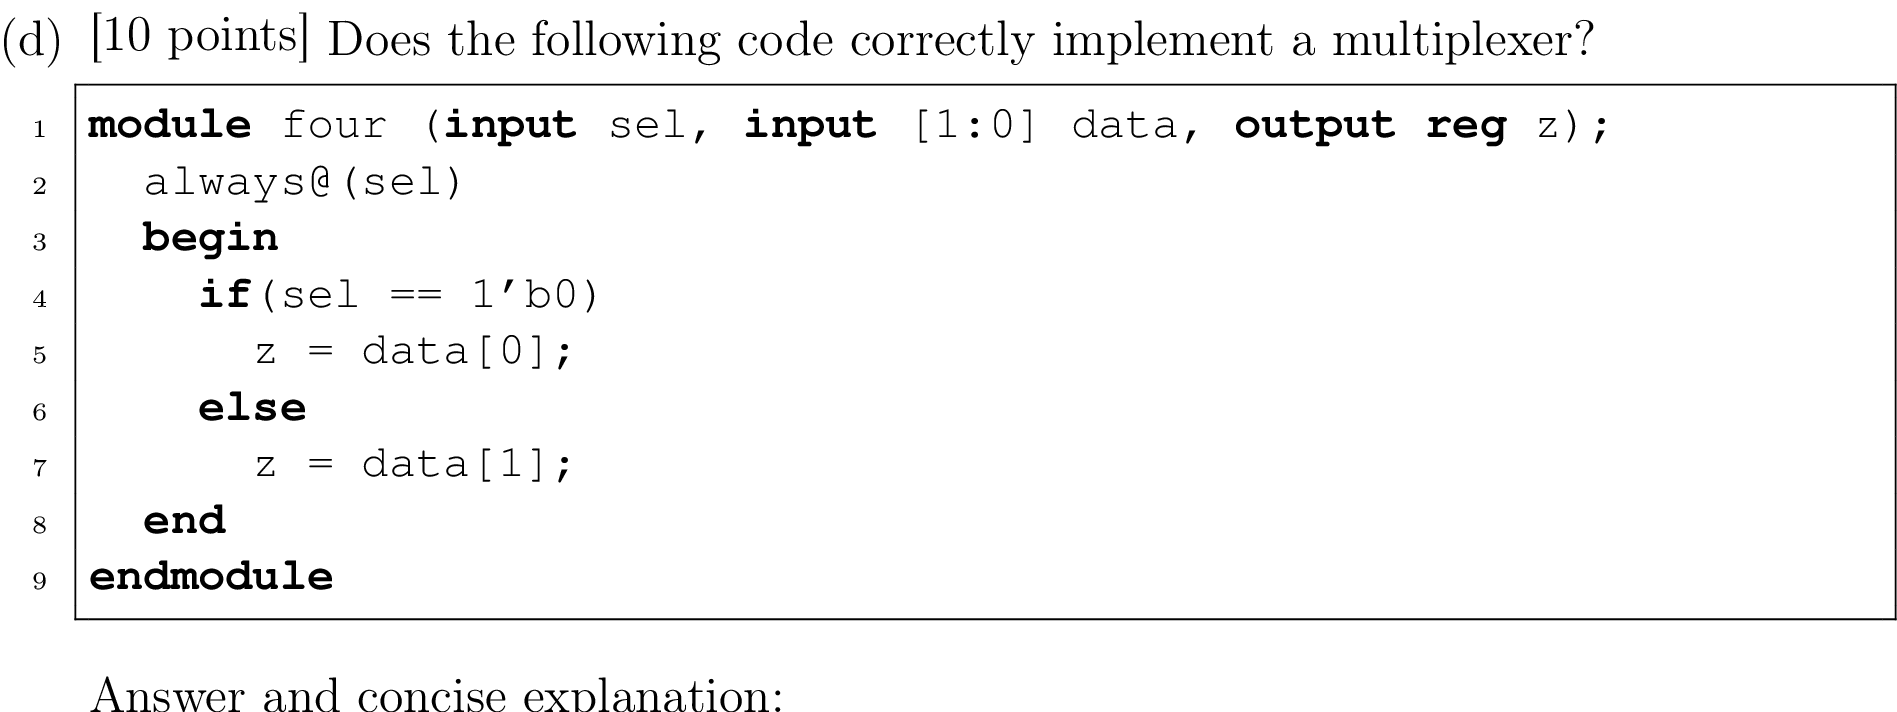 (d) [10 points] Does the following code correctly implement a multiplexer?
1 module four (input sel, input [1:0] data, output reg z);
2 always@(sel)
3 begin
4 if(sel == 1’b0)
5 z = data[0];
6 else
7 z = data[1];
8 end
9 endmodule
Answer and concise explanation: